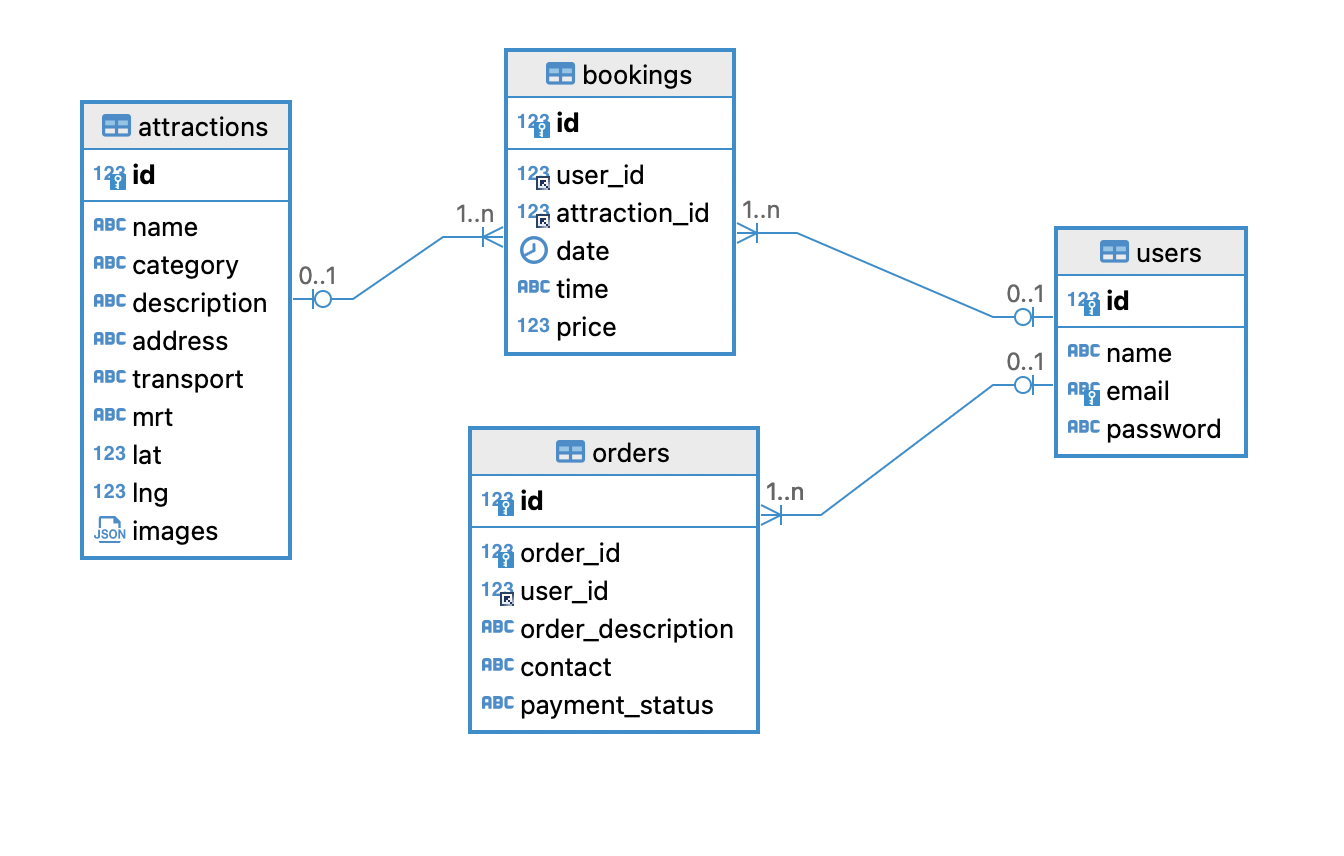 attractions
id
name
category
description
address
transport
mrt
lat
lng
images
0..1
1..n
bookings
id
user_id
attraction_id
date
time
price
1..n
0..1
users
id
name
email
password
0..1
1..n
orders
id
order_id
user_id
order_description
contact
payment_status
123
123
ABC
ABC
ABC
ABC
ABC
ABC
123
123
JSON
123
123
123
ABC
123
123
ABC
ABC
ABC
123
123
123
ABC
ABC
ABC